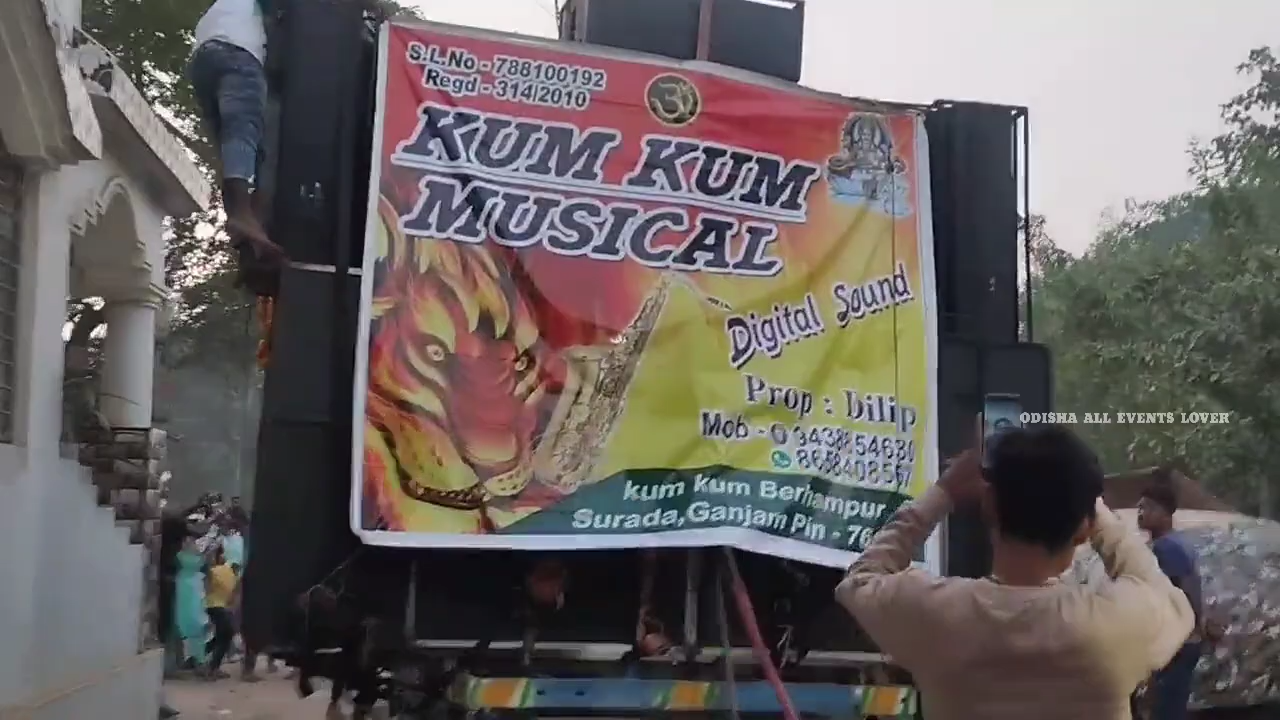 S.L.No - 788100192
Regd - 314/2010
ॐ
KUM KUM
MUSICAL
Digital Sound
Prop : Dilip
Mob -
kum kum Berhampur
Surada, Ganjam Pin - 76
ODISHA ALL EVENTS LOVER